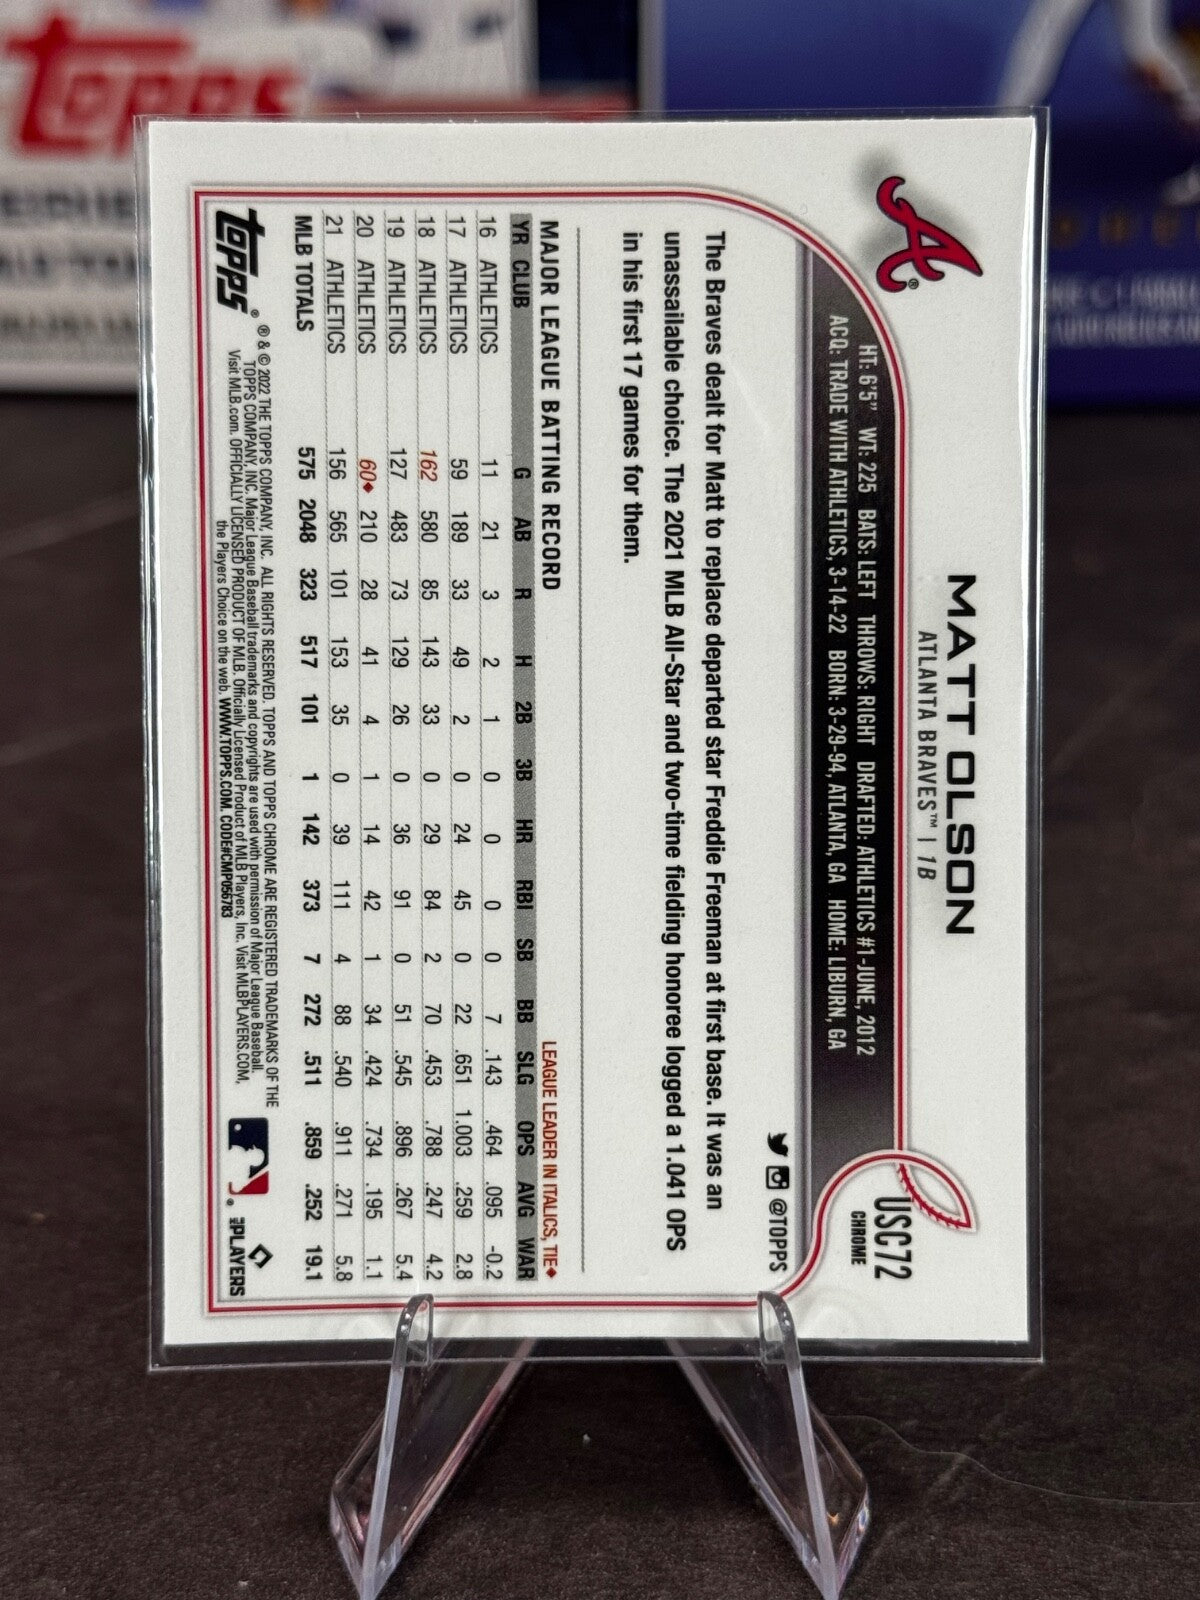 Topps
MATT OLSON
ATLANTA BRAVES™ | 1B
USC72
CHROME
HT: 6'5" WT: 225 BATS: LEFT THROWS: RIGHT DRAFTED: ATHLETICS #1-JUNE, 2012
ACQ: TRADE WITH ATHLETICS, 3-14-22 BORN: 3-29-94, ATLANTA, GA HOME: LIBURN, GA
@TOPPS
The Braves dealt for Matt to replace departed star Freddie Freeman at first base. It was an
unassailable choice. The 2021 MLB All-Star and two-time fielding honoree logged a 1.041 OPS
in his first 17 games for them.
MAJOR LEAGUE BATTING RECORD LEAGUE LEADER IN ITALICS, TIE♦
YR CLUB G AB R H 2B 3B HR RBI SB BB SLG OPS AVG WAR
16 ATHLETICS 11 21 3 2 1 0 0 0 0 7 .143 .464 .095 -0.2
17 ATHLETICS 59 189 33 49 2 0 24 45 0 22 .651 1.003 .259 2.8
18 ATHLETICS 162 580 85 143 33 0 29 84 2 70 .453 .788 .247 4.2
19 ATHLETICS 127 483 73 129 26 0 36 91 0 51 .545 .896 .267 5.4
20 ATHLETICS 60♦ 210 28 41 4 1 14 42 1 34 .424 .734 .195 1.1
21 ATHLETICS 156 565 101 153 35 0 39 111 4 88 .540 .911 .271 5.8
MLB TOTALS 575 2048 323 517 101 1 142 373 7 272 .511 .859 .252 19.1
topps®
® & © 2022 THE TOPPS COMPANY, INC. ALL RIGHTS RESERVED. TOPPS AND TOPPS CHROME ARE REGISTERED TRADEMARKS OF THE
TOPPS COMPANY, INC. Major League Baseball trademarks and copyrights are used with permission of Major League Baseball.
Visit MLB.com. OFFICIALLY LICENSED PRODUCT OF MLB. Officially Licensed Product of MLB Players, Inc. Visit MLBPLAYERS.COM,
the Players Choice on the web. WWW.TOPPS.COM. CODE#CMP056783
PLAYERS